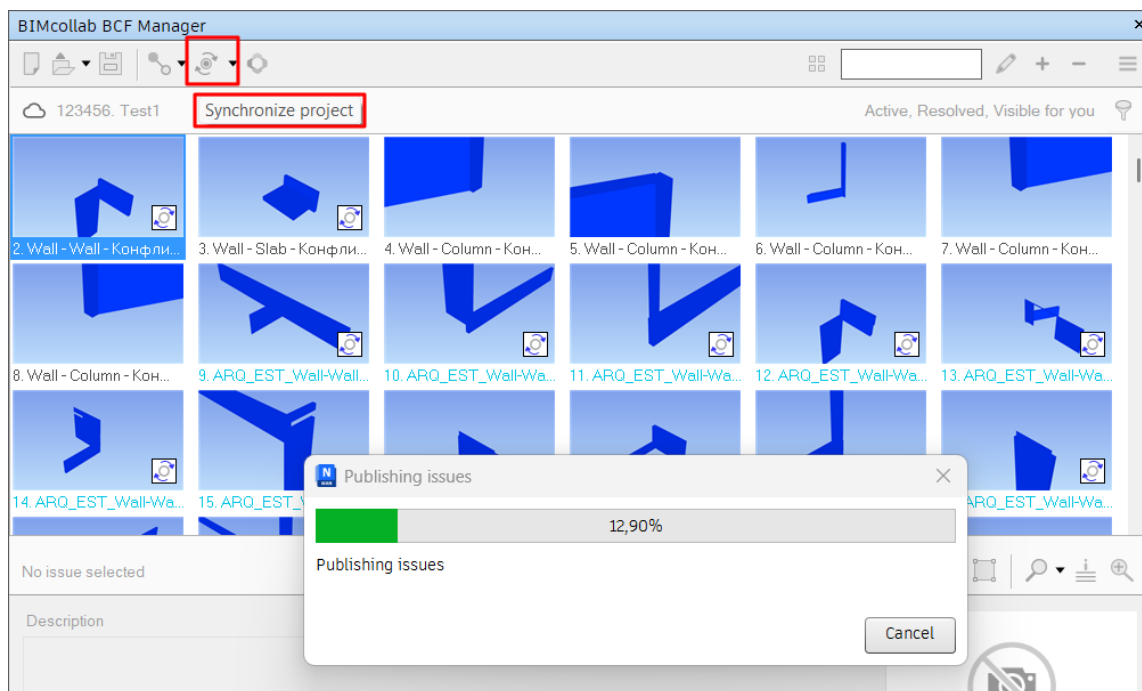 BIMcollab BCF Manager
123456. Test1
Synchronize project
Active, Resolved, Visible for you
2. Wall - Wall - Конфли...
3. Wall - Slab - Конфли...
4. Wall - Column - Кон...
5. Wall - Column - Кон...
6. Wall - Column - Кон...
7. Wall - Column - Кон...
8. Wall - Column - Кон...
9. ARQ_EST_Wall-Wall...
10. ARQ_EST_Wall-Wa...
11. ARQ_EST_Wall-Wa...
12. ARQ_EST_Wall-Wa...
13. ARQ_EST_Wall-Wa...
14. ARQ_EST_Wall-Wa...
15. ARQ_EST_
ARQ_EST_Wall-Wa...
Publishing issues
12,90%
Publishing issues
Cancel
No issue selected
Description